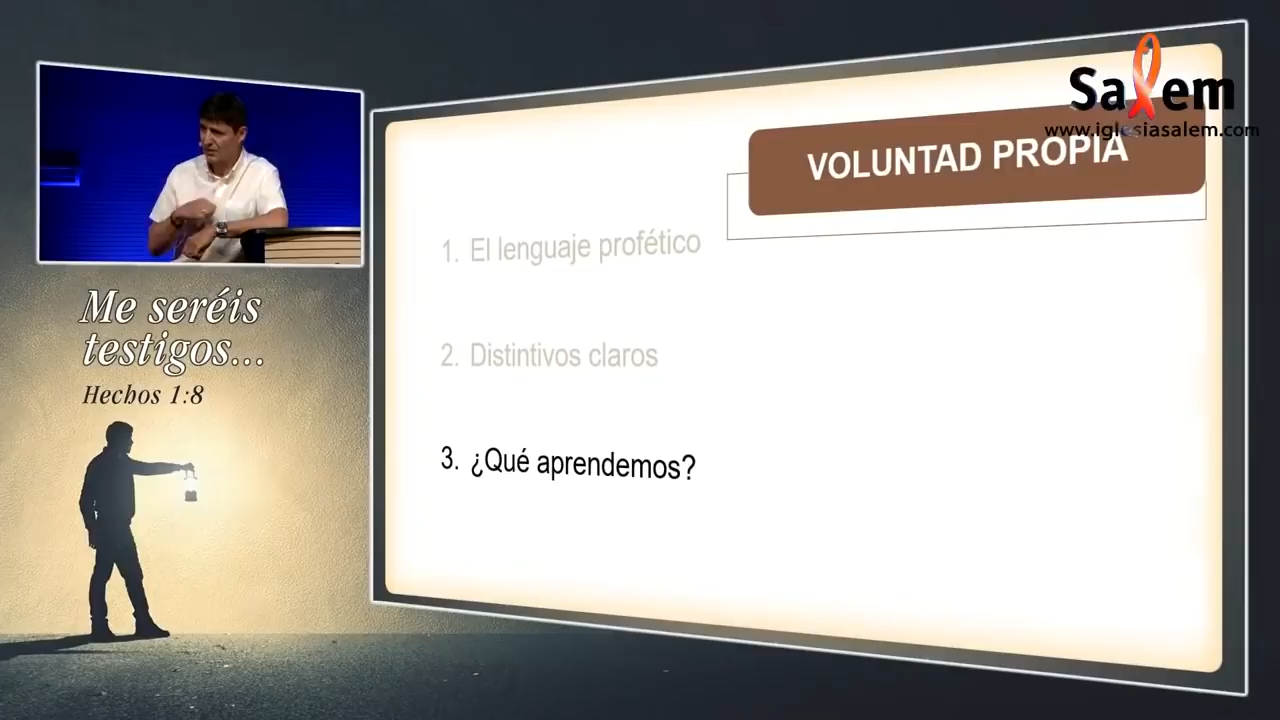 Salem
www.iglesiasalem.com
VOLUNTAD PROPIA
1. El lenguaje profético
2. Distintivos claros
3. ¿Qué aprendemos?
Me seréis
testigos...
Hechos 1:8